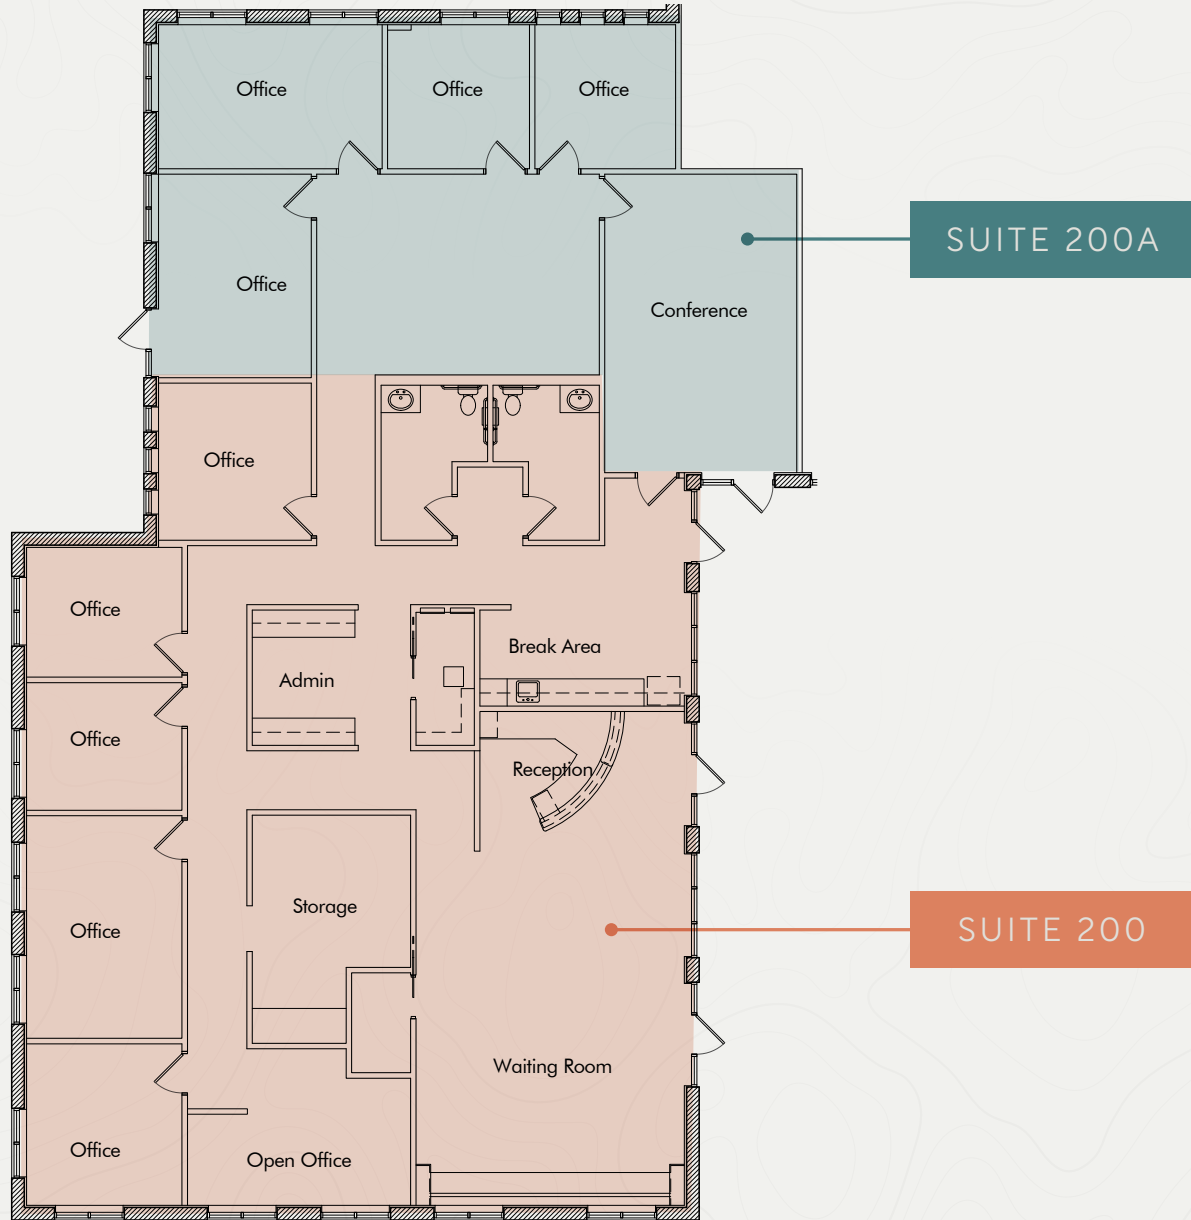 Office
Office
Office
SUITE 200A
Office
Conference
Office
Office
Break Area
Admin
Office
Reception
Storage
Office
SUITE 200
Waiting Room
Office
Open Office